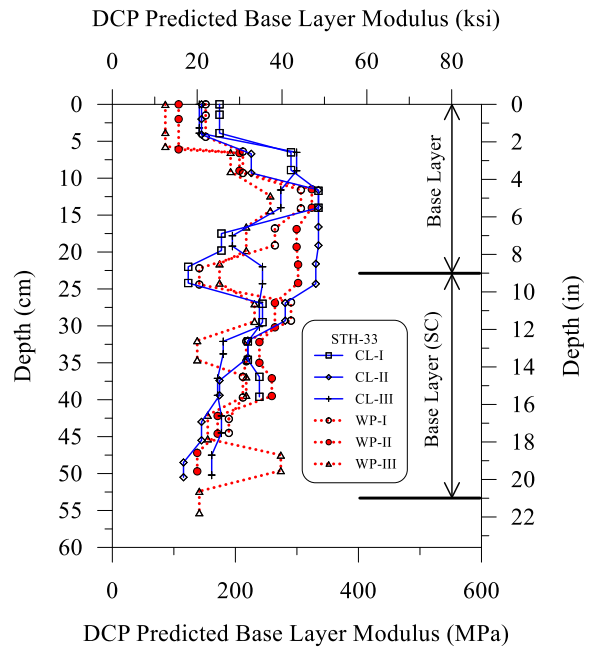 DCP Predicted Base Layer Modulus (ksi)
0 20 40 60 80
0 0
5 2
10 4
15 6
20 8
25 10
30 12
35 14
40 16
45 18
50 20
55 22
60
Depth (cm)
Depth (in)
Base Layer
Base Layer (SC)
STH-33
CL-I
CL-II
CL-III
WP-I
WP-II
WP-III
0 200 400 600
DCP Predicted Base Layer Modulus (MPa)